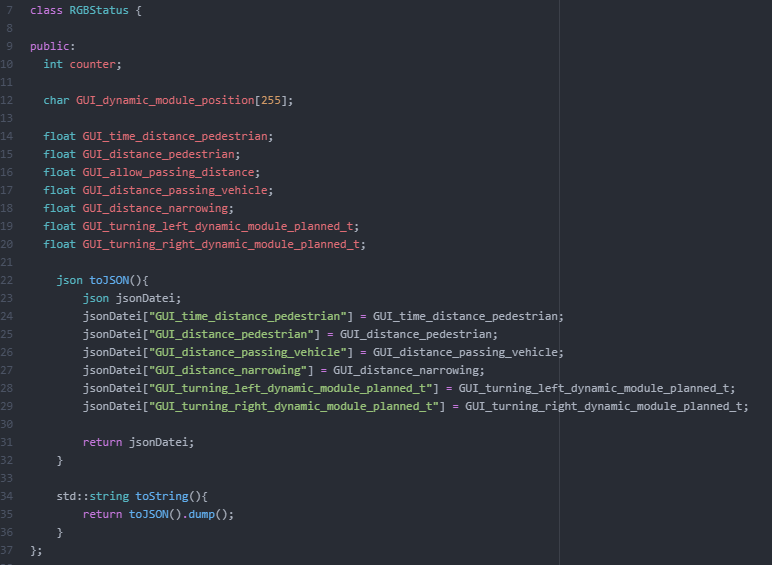 7 class RGBStatus {
8
9 public:
10 int counter;
11
12 char GUI_dynamic_module_position[255];
13
14 float GUI_time_distance_pedestrian;
15 float GUI_distance_pedestrian;
16 float GUI_allow_passing_distance;
17 float GUI_distance_passing_vehicle;
18 float GUI_distance_narrowing;
19 float GUI_turning_left_dynamic_module_planned_t;
20 float GUI_turning_right_dynamic_module_planned_t;
21
22 json toJSON(){
23 json jsonDatei;
24 jsonDatei["GUI_time_distance_pedestrian"] = GUI_time_distance_pedestrian;
25 jsonDatei["GUI_distance_pedestrian"] = GUI_distance_pedestrian;
26 jsonDatei["GUI_distance_passing_vehicle"] = GUI_distance_passing_vehicle;
27 jsonDatei["GUI_distance_narrowing"] = GUI_distance_narrowing;
28 jsonDatei["GUI_turning_left_dynamic_module_planned_t"] = GUI_turning_left_dynamic_module_planned_t;
29 jsonDatei["GUI_turning_right_dynamic_module_planned_t"] = GUI_turning_right_dynamic_module_planned_t;
30
31 return jsonDatei;
32 }
33
34 std::string toString(){
35 return toJSON().dump();
36 }
37 };